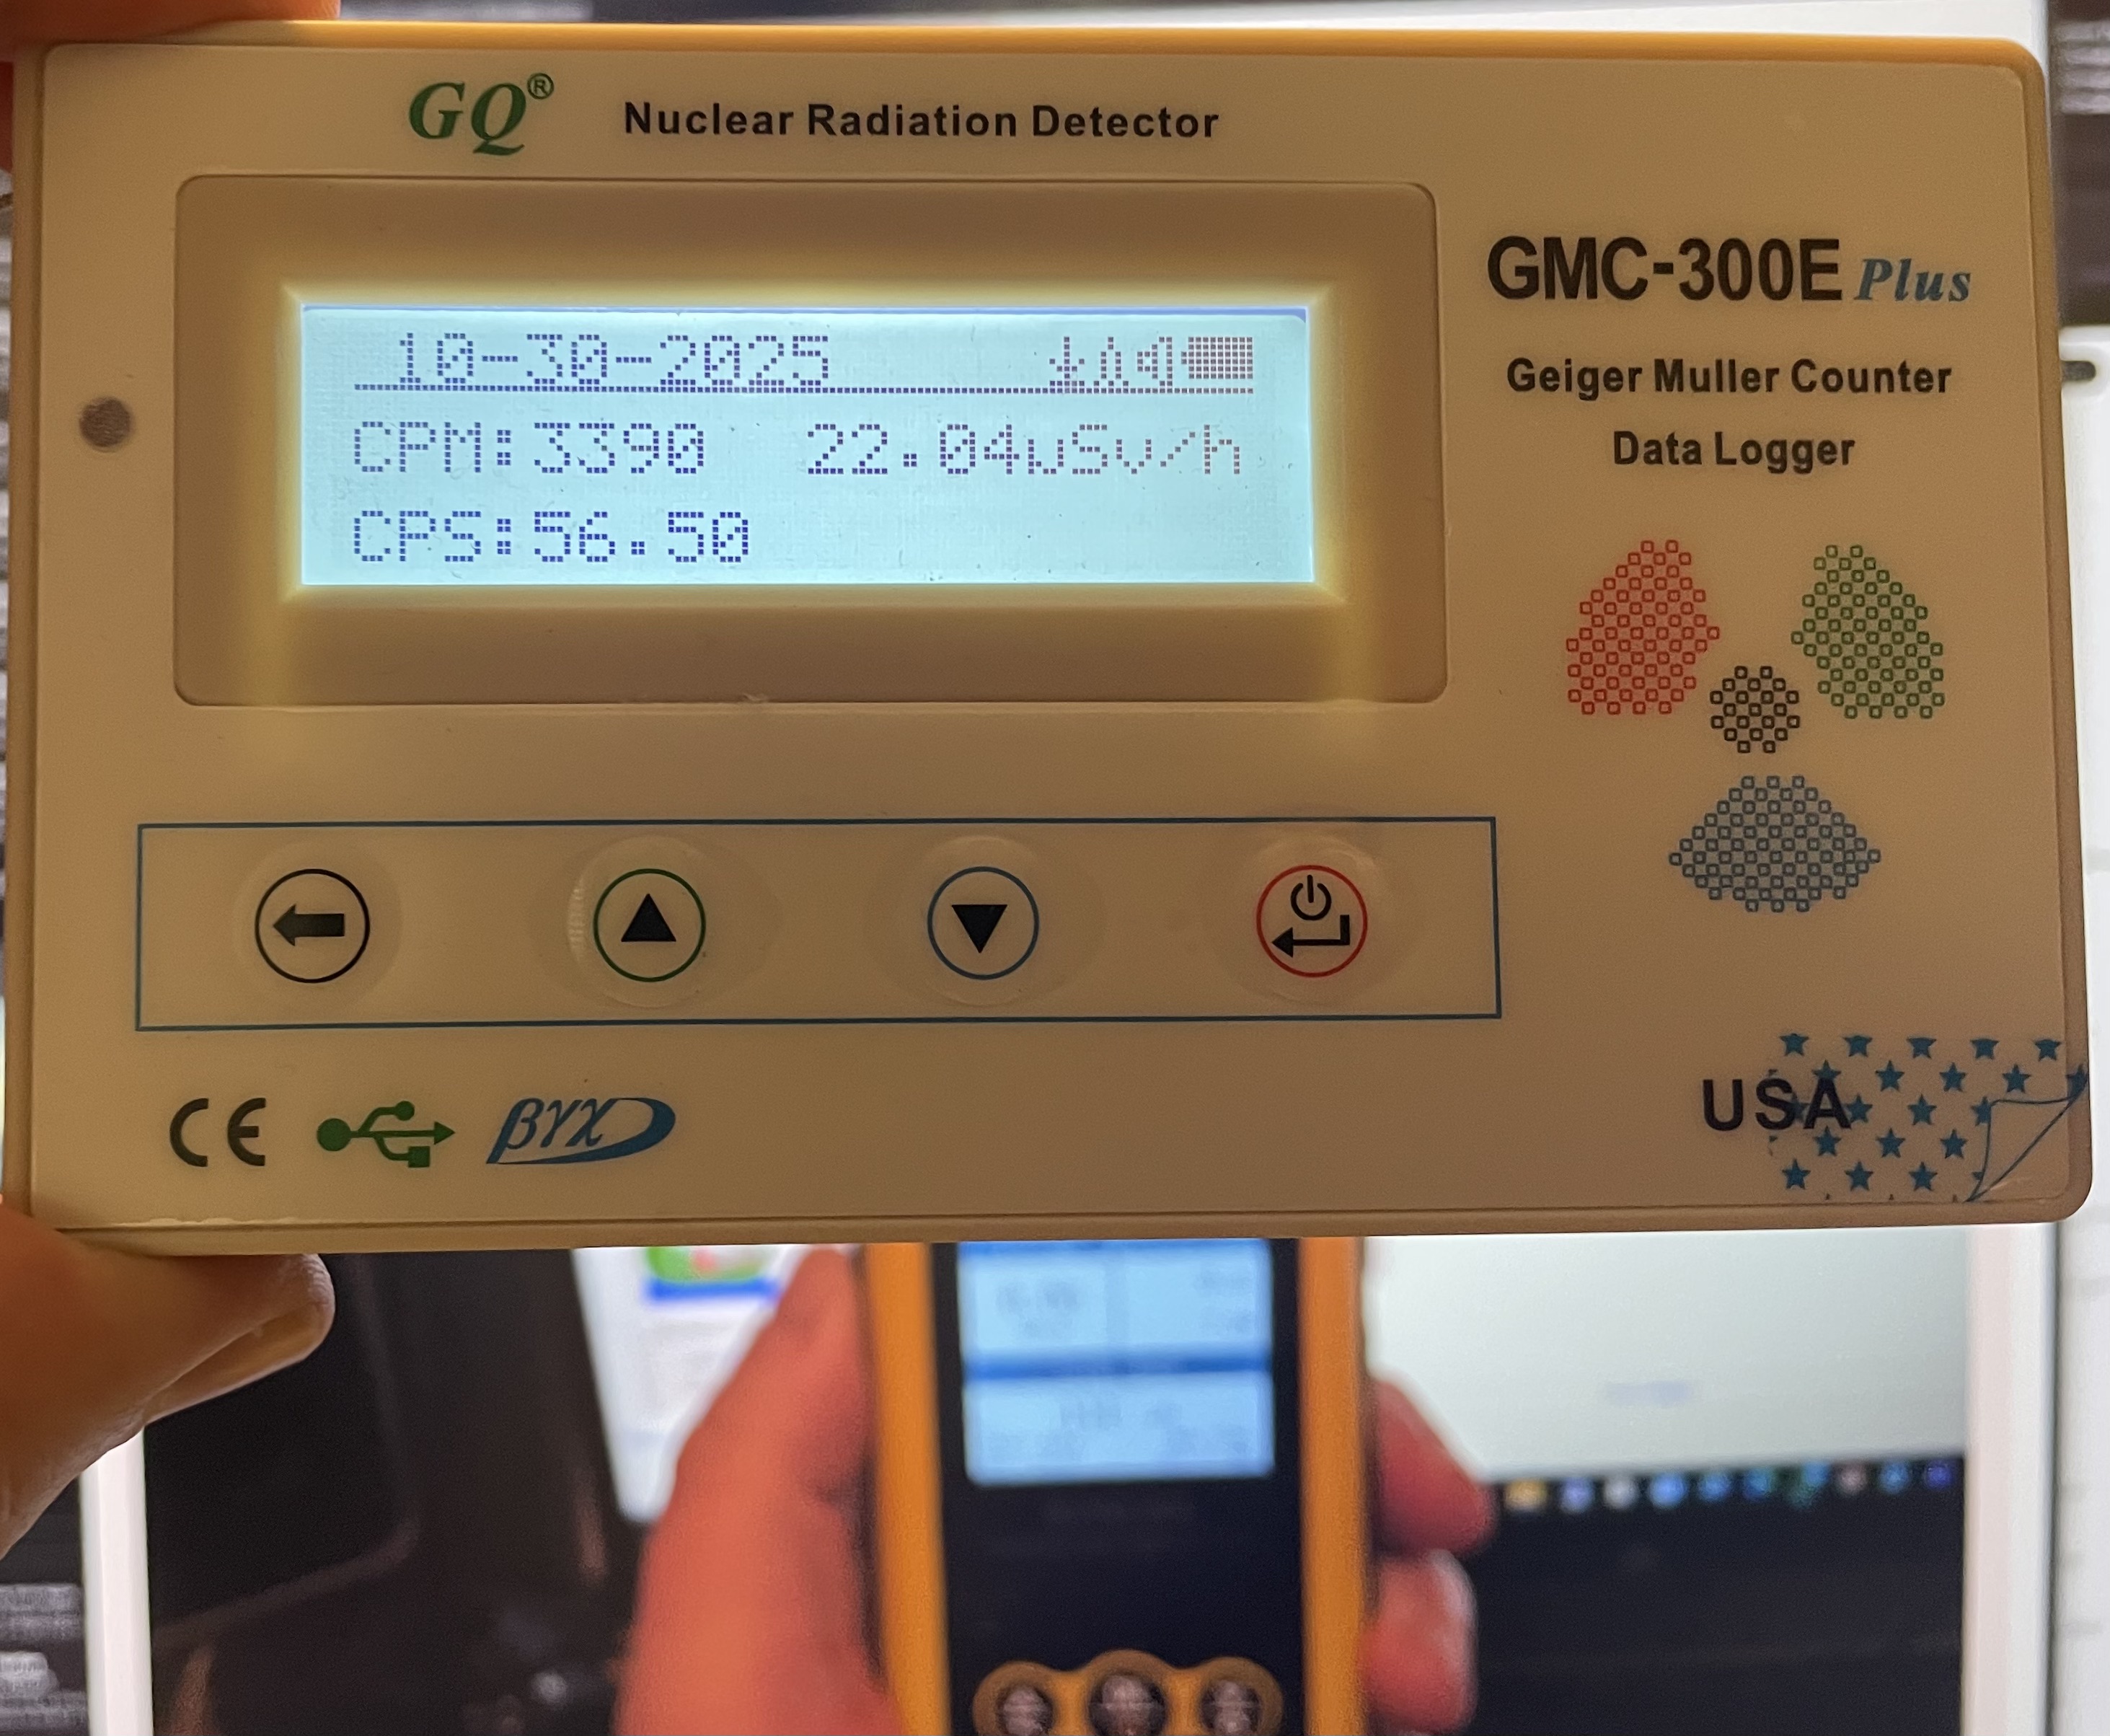 GQ®
Nuclear Radiation Detector
10-30-2025
CPM:3390 22.04uSv/h
CPS:56.50
GMC-300E Plus
Geiger Muller Counter
Data Logger
CE
βγχ
USA